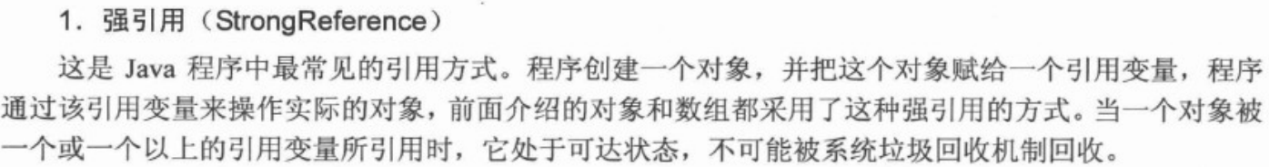 1．强引用（StrongReference）
这是 Java 程序中最常见的引用方式。程序创建一个对象，并把这个对象赋给一个引用变量，程序
通过该引用变量来操作实际的对象，前面介绍的对象和数组都采用了这种强引用的方式。当一个对象被
一个或一个以上的引用变量所引用时，它处于可达状态，不可能被系统垃圾回收机制回收。